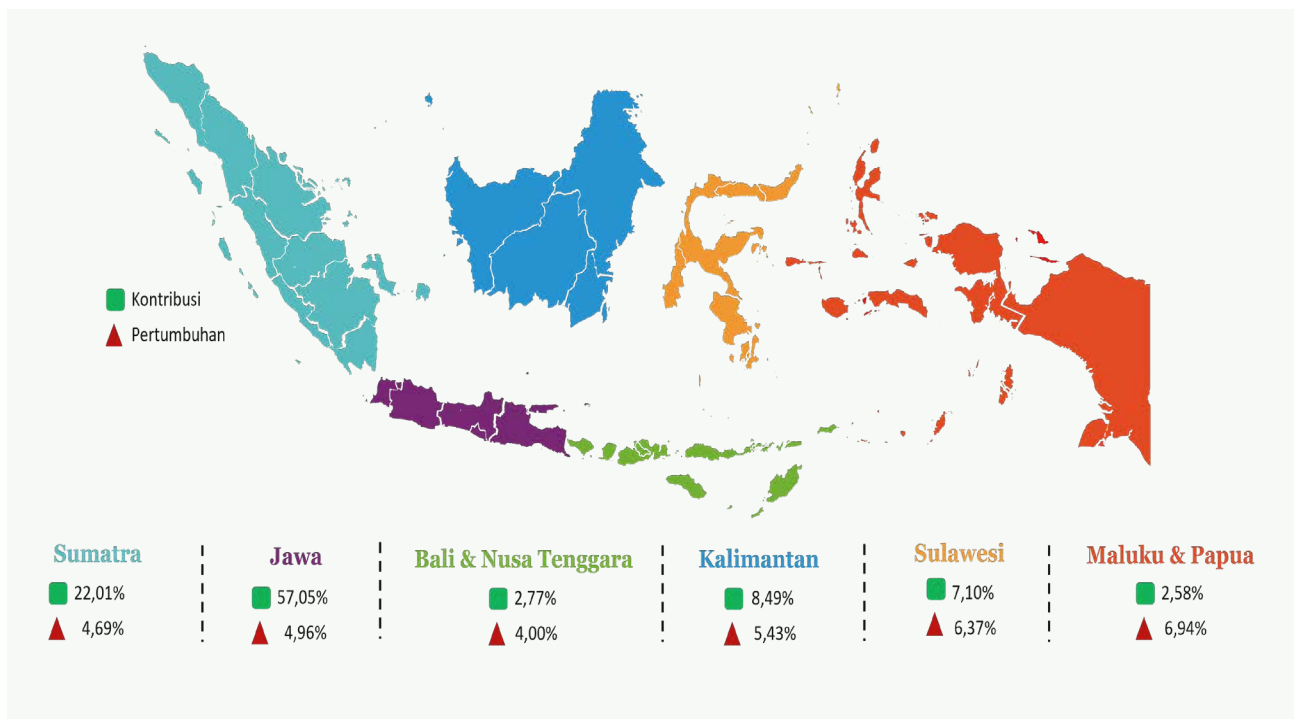 Kontribusi
Pertumbuhan
Sumatra
22,01%
4,69%
Jawa
57,05%
4,96%
Bali & Nusa Tenggara
2,77%
4,00%
Kalimantan
8,49%
5,43%
Sulawesi
7,10%
6,37%
Maluku & Papua
2,58%
6,94%